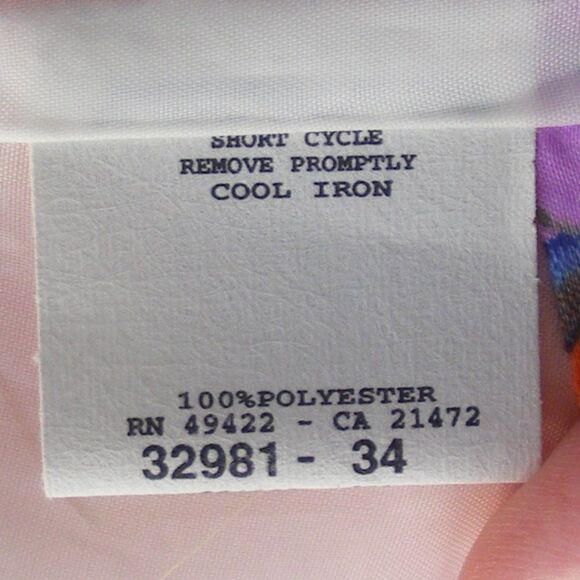 SHORT CYCLE
REMOVE PROMPTLY
COOL IRON
100%POLYESTER
RN 49422 - CA 21472
32981 - 34